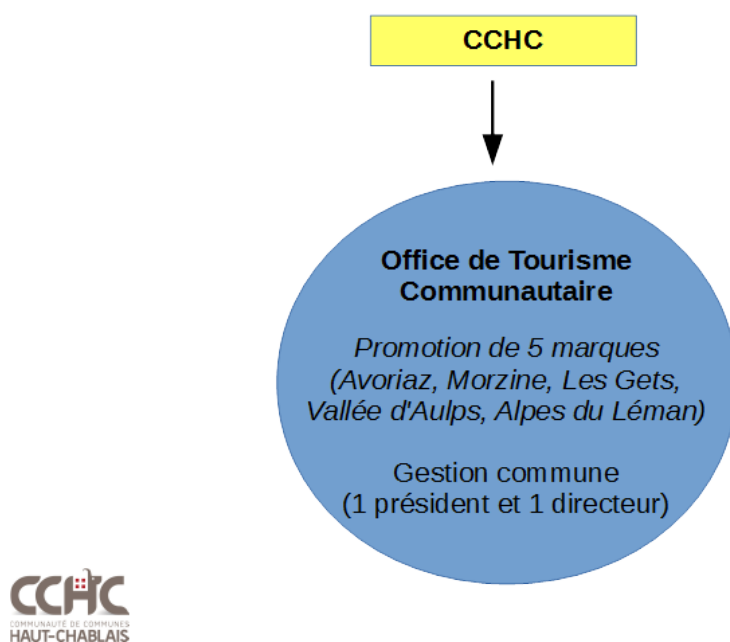 CCHC
Office de Tourisme
Communautaire
Promotion de 5 marques
(Avoriaz, Morzine, Les Gets,
Vallée d'Aulps, Alpes du Léman)
Gestion commune
(1 président et 1 directeur)
CCHC
COMMUNAUTÉ DE COMMUNES
HAUT-CHABLAIS